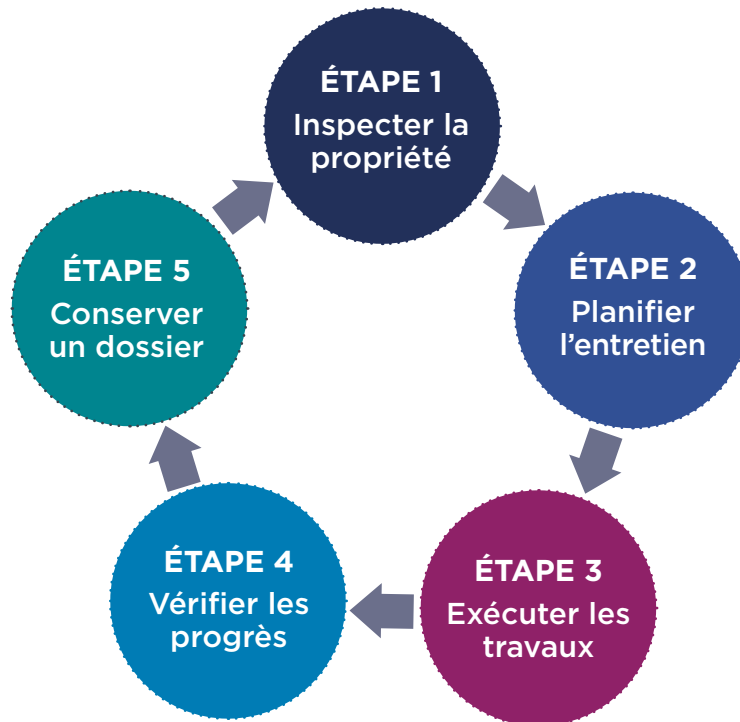 ÉTAPE 1
Inspecter la
propriété
ÉTAPE 2
Planifier
l’entretien
ÉTAPE 3
Exécuter les
travaux
ÉTAPE 4
Vérifier les
progrès
ÉTAPE 5
Conserver
un dossier